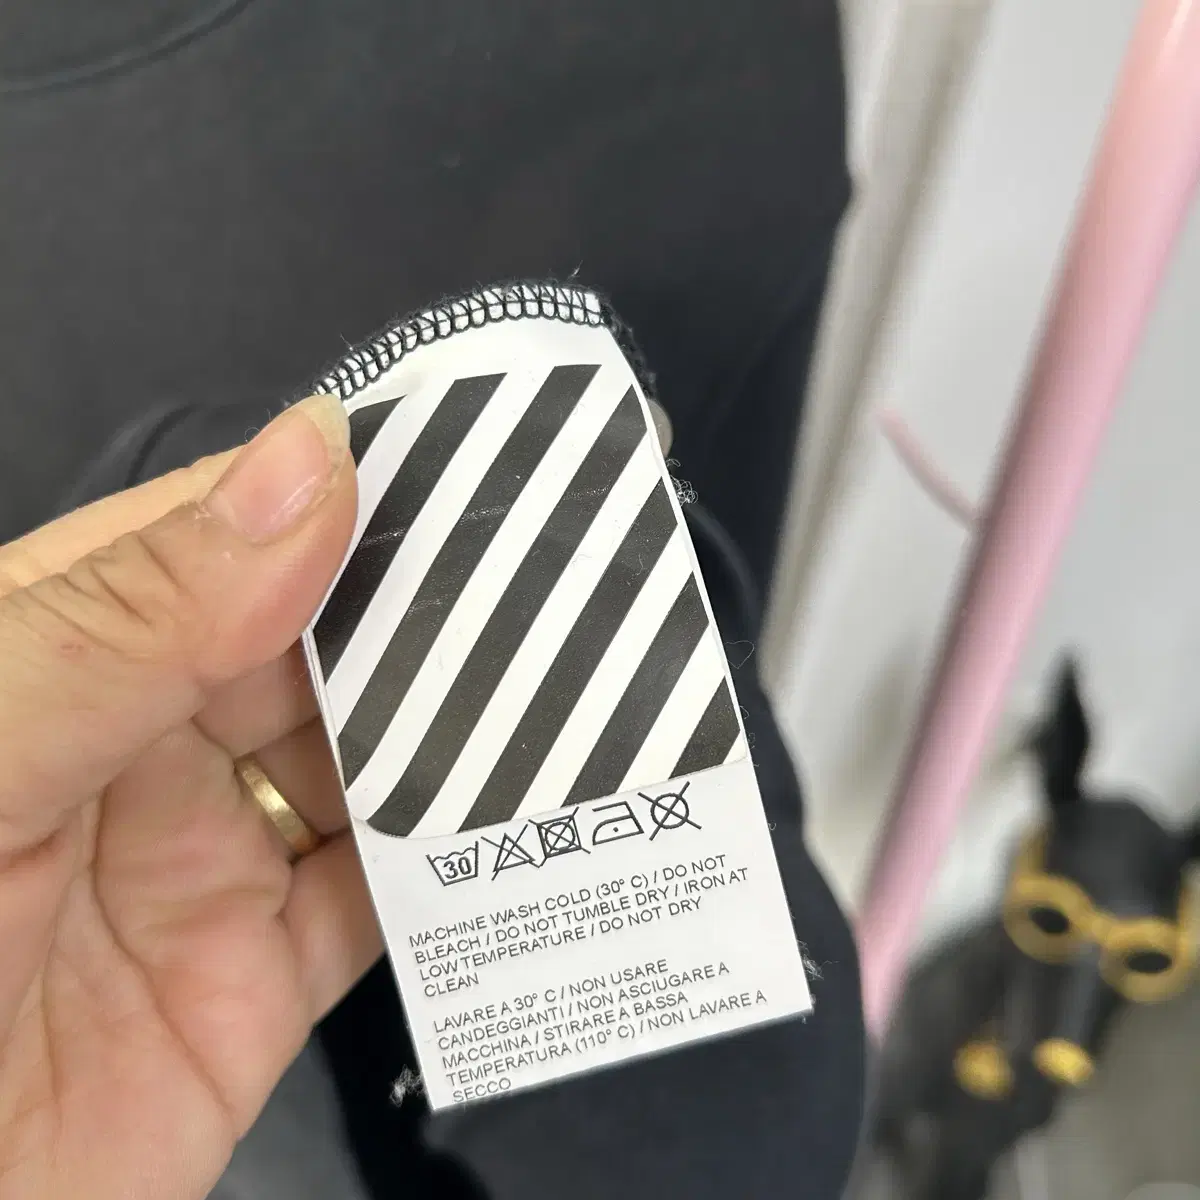 30
MACHINE WASH COLD (30° C) / DO NOT
BLEACH / DO NOT TUMBLE DRY / IRON AT
LOW TEMPERATURE / DO NOT DRY
CLEAN
LAVARE A 30° C / NON USARE
CANDEGGIANTI / NON ASCIUGARE A
MACCHINA / STIRARE A BASSA
TEMPERATURA (110° C) / NON LAVARE A
SECCO